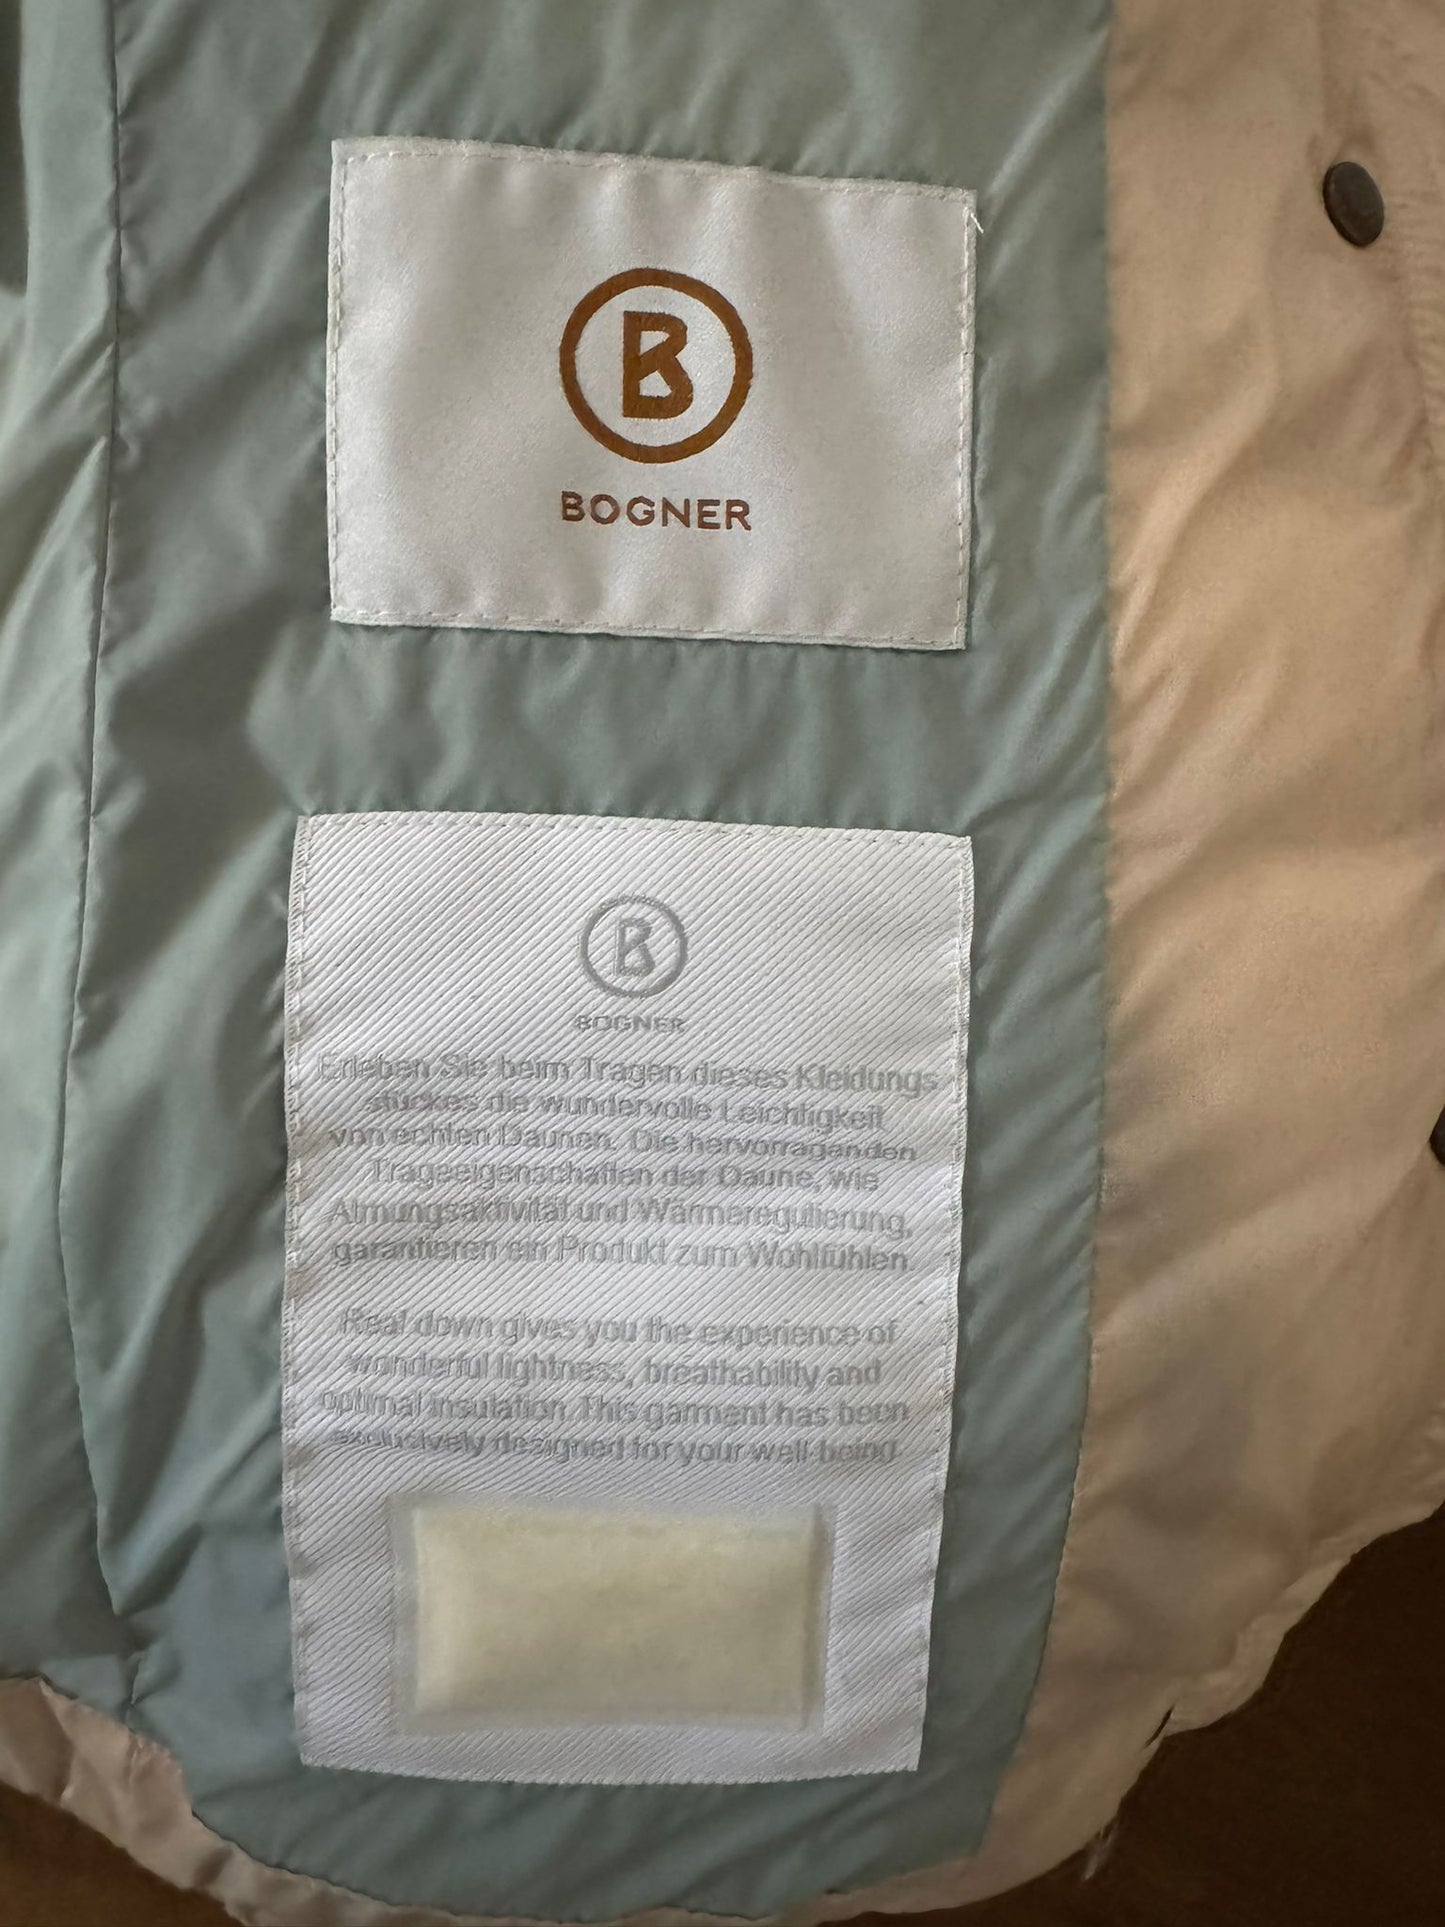 B
BOGNER
B
BOGNER
Erleben Sie beim Tragen dieses Kleidungs
stückes die wundervolle Leichtigkeit
von echten Daunen. Die hervorraganden
Trageeigenschaften der Daune, wie
Atmungsaktivität und Wärmeregulierung,
garantieren ein Produkt zum Wohlfühlen.
Real down gives you the experience of
wonderful lightness, breathability and
optimal insulation. This garment has been
exclusively designed for your well-being